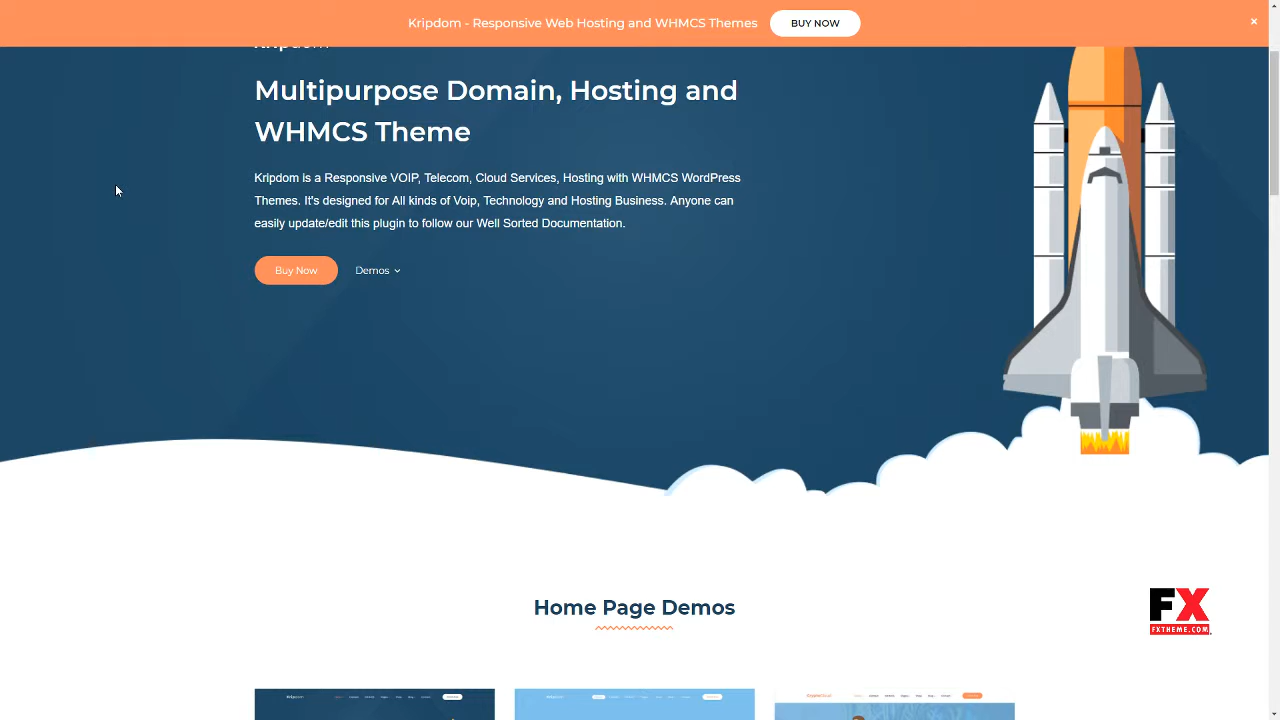 Kripdom - Responsive Web Hosting and WHMCS Themes BUY NOW ×
Multipurpose Domain, Hosting and
WHMCS Theme
Kripdom is a Responsive VOIP, Telecom, Cloud Services, Hosting with WHMCS WordPress
Themes. It's designed for All kinds of Voip, Technology and Hosting Business. Anyone can
easily update/edit this plugin to follow our Well Sorted Documentation.
Buy Now Demos
Home Page Demos
FX
FXTHEME.COM